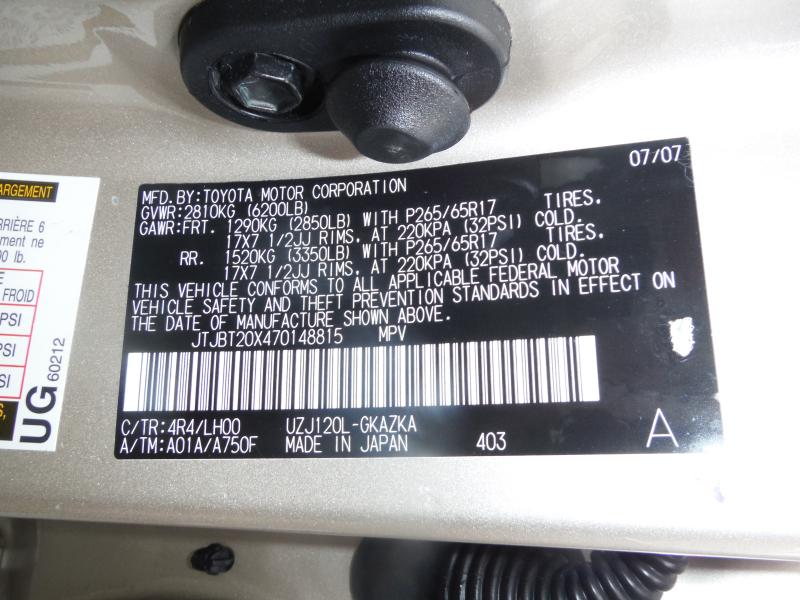 07/07
MFD.BY:TOYOTA MOTOR CORPORATION
GVWR:2810KG (6200LB)
GAWR:FRT. 1290KG (2850LB) WITH P265/65R17 TIRES.
17X7 1/2JJ RIMS, AT 220KPA (32PSI) COLD.
RR. 1520KG (3350LB) WITH P265/65R17 TIRES.
17X7 1/2JJ RIMS, AT 220KPA (32PSI) COLD.
THIS VEHICLE CONFORMS TO ALL APPLICABLE FEDERAL MOTOR
VEHICLE SAFETY AND THEFT PREVENTION STANDARDS IN EFFECT ON
THE DATE OF MANUFACTURE SHOWN ABOVE.
JTJBT20X470148815 MPV
C/TR:4R4/LH00 UZJ120L-GKAZKA
A/TM:A01A/A750F MADE IN JAPAN 403 A
ARGEMENT
RRIÈRE 6
ment ne
0 lb.
E
FROID
PSI
PSI
SI
S,
UG 60212